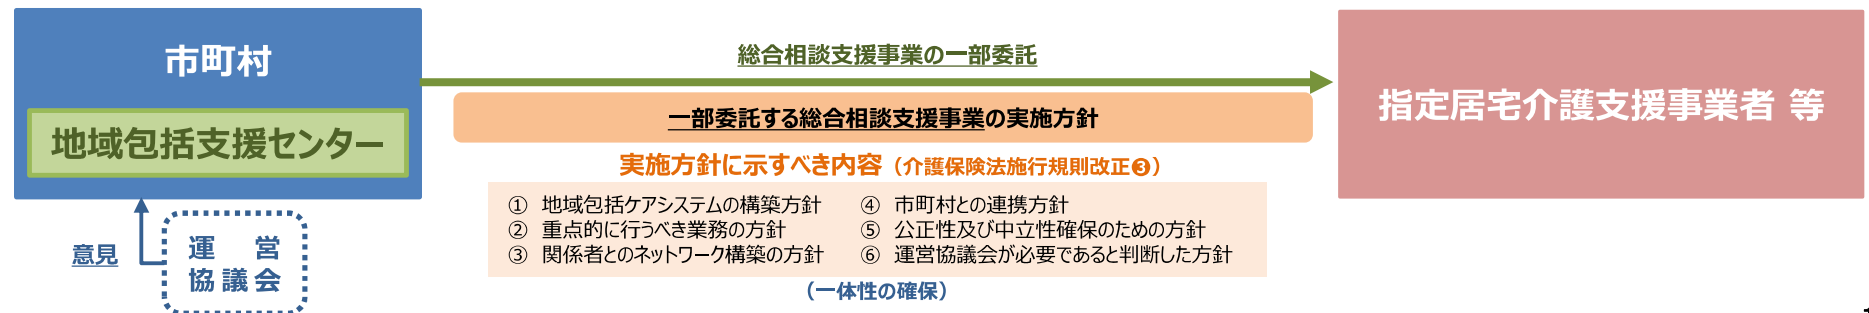 市町村
地域包括支援センター
意見
運　営
協議会
総合相談支援事業の一部委託
一部委託する総合相談支援事業の実施方針
実施方針に示すべき内容（介護保険法施行規則改正❸）
① 地域包括ケアシステムの構築方針
② 重点的に行うべき業務の方針
③ 関係者とのネットワーク構築の方針
④ 市町村との連携方針
⑤ 公正性及び中立性確保のための方針
⑥ 運営協議会が必要であると判断した方針
（一体性の確保）
指定居宅介護支援事業者 等